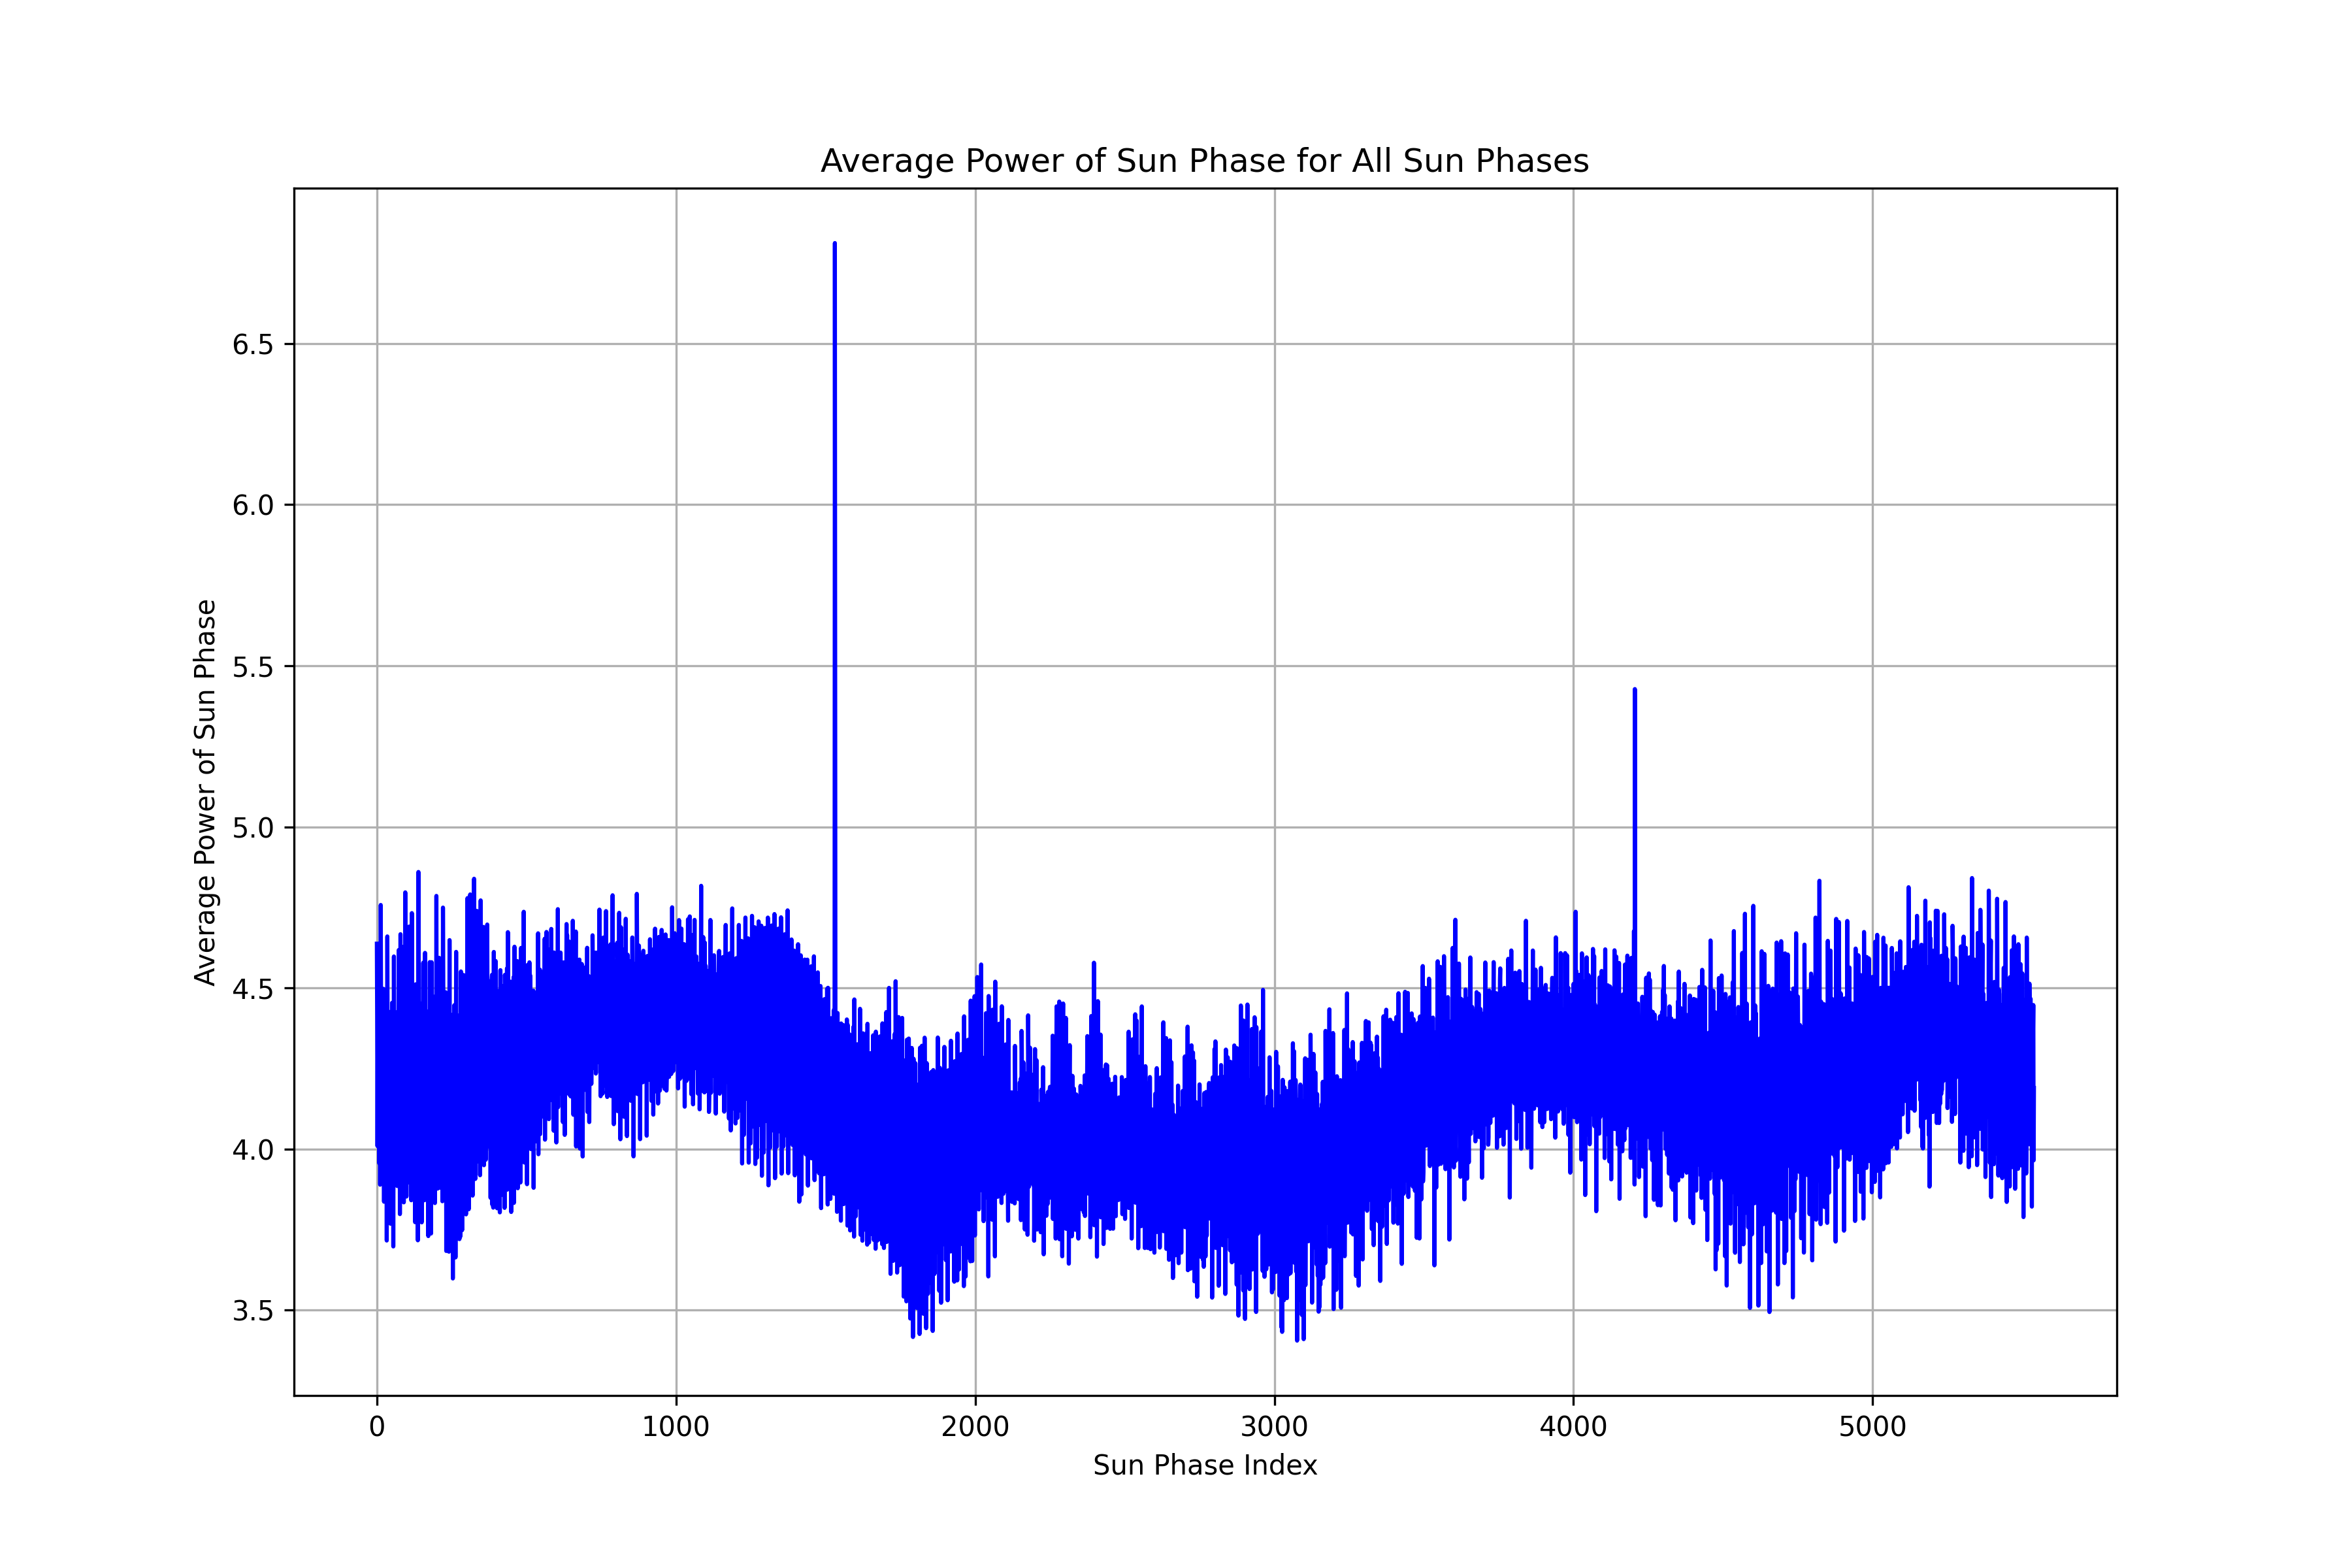 Average Power of Sun Phase for All Sun Phases
Average Power of Sun Phase
6.5
6.0
5.5
5.0
4.5
4.0
3.5
0 1000 2000 3000 4000 5000
Sun Phase Index